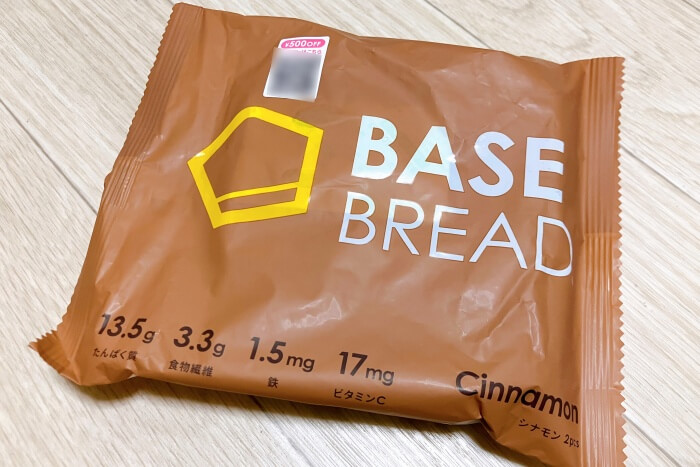 ¥500OFF
BASE
BREAD
13.5g
たんぱく質
3.3g
食物繊維
1.5mg
鉄
17mg
ビタミンC
Cinnamon
シナモン 2pcs